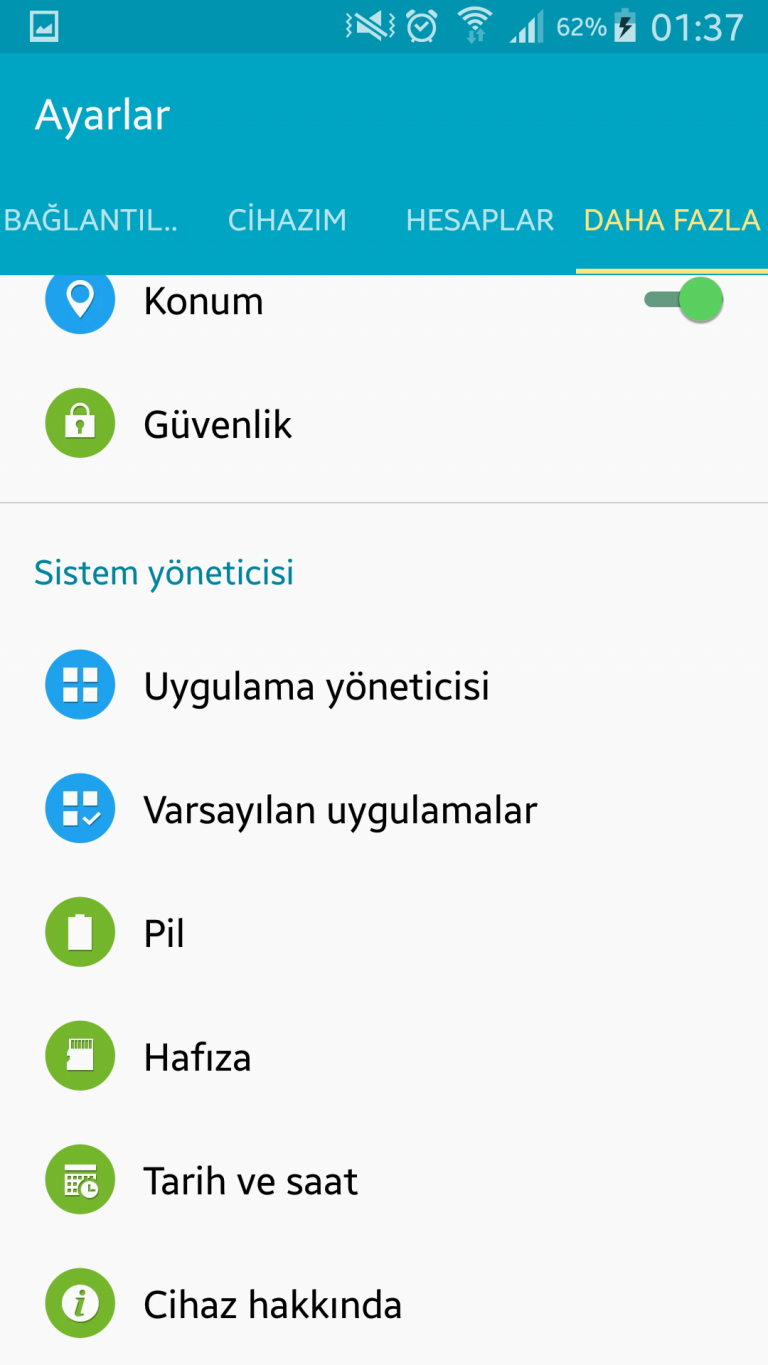 62% 01:37
Ayarlar
BAĞLANTIL.. CİHAZIM HESAPLAR DAHA FAZLA
Konum
Güvenlik
Sistem yöneticisi
Uygulama yöneticisi
Varsayılan uygulamalar
Pil
Hafıza
Tarih ve saat
Cihaz hakkında